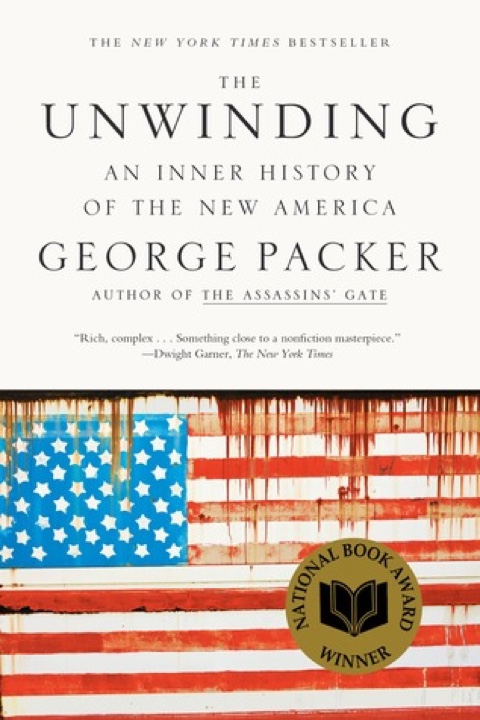 THE NEW YORK TIMES BESTSELLER
THE
UNWINDING
AN INNER HISTORY
OF THE NEW AMERICA
GEORGE PACKER
AUTHOR OF THE ASSASSINS' GATE
“Rich, complex . . . Something close to a nonfiction masterpiece.”
—Dwight Garner, The New York Times
NATIONAL BOOK AWARD
WINNER